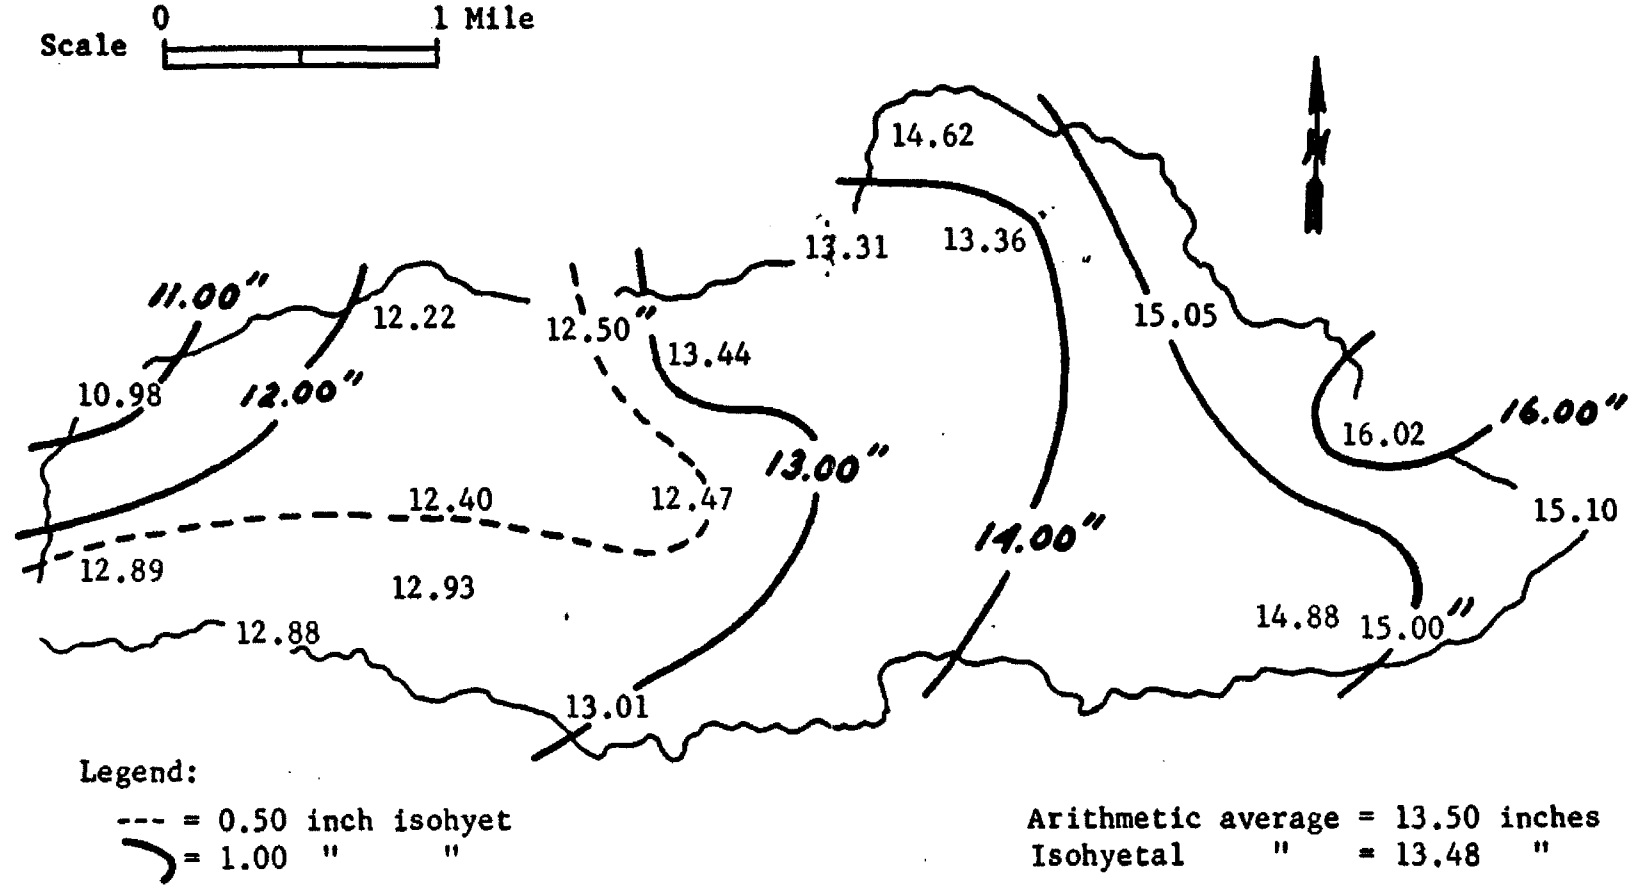 0 1 Mile
Scale
N
14.62
13.31 13.36
11.00"
12.22 12.50" 15.05
13.44
10.98 12.00" 16.00"
16.02
13.00"
12.40 12.47
15.10
14.00"
12.89
12.93
14.88 15.00"
12.88
13.01
Legend:
--- = 0.50 inch isohyet
= 1.00 " "
Arithmetic average = 13.50 inches
Isohyetal " = 13.48 "